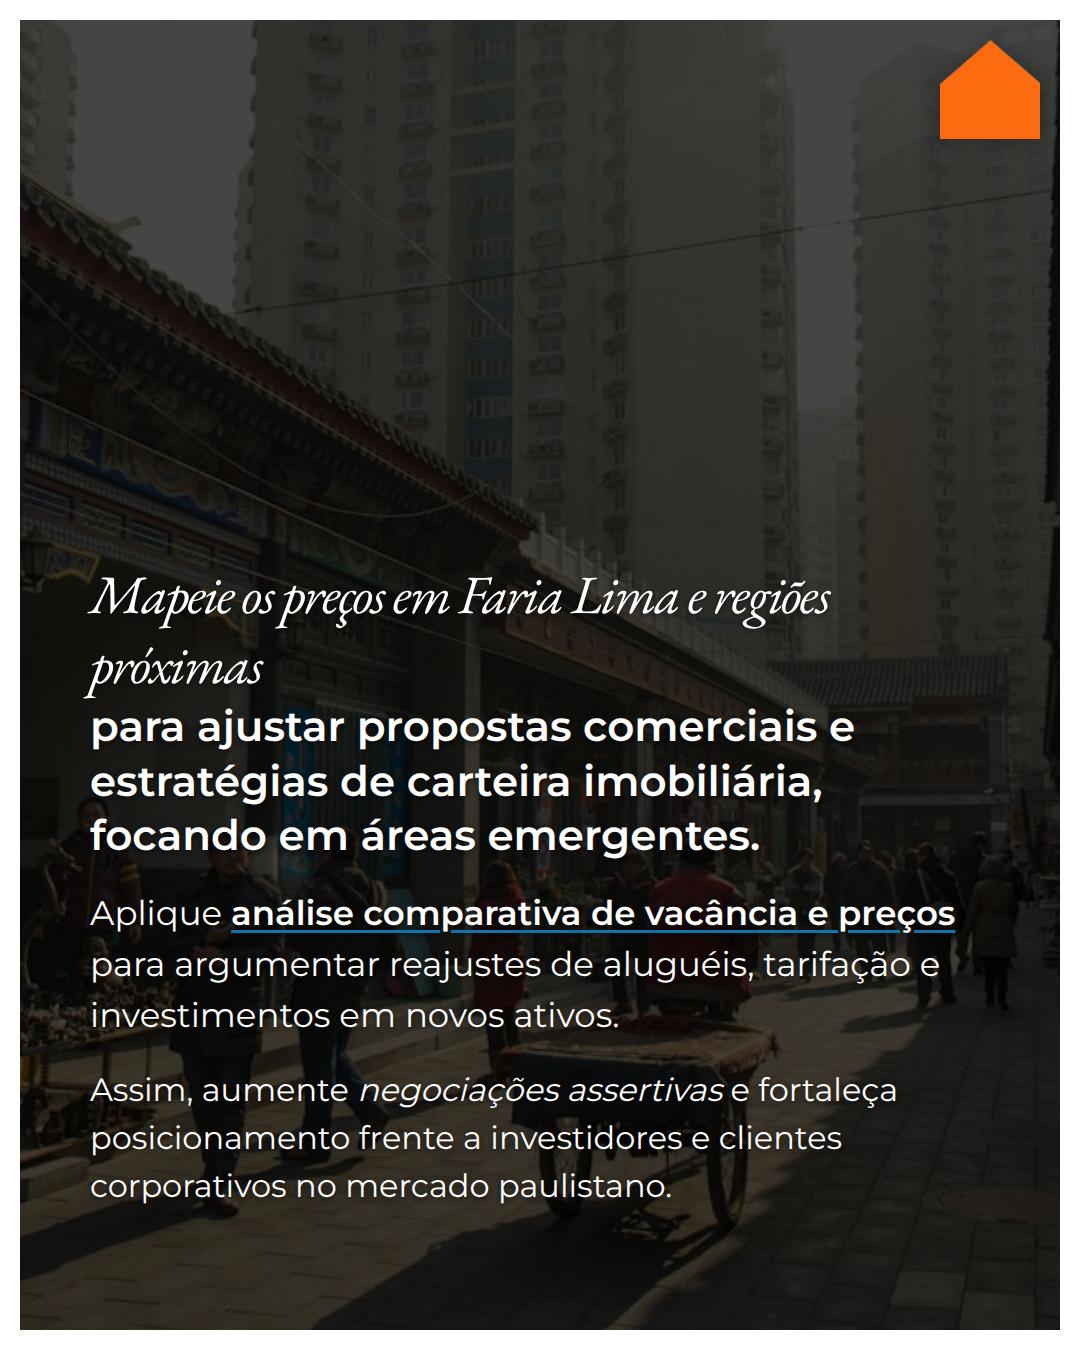 Mapeie os preços em Faria Lima e regiões
próximas
para ajustar propostas comerciais e
estratégias de carteira imobiliária,
focando em áreas emergentes.
Aplique análise comparativa de vacância e preços
para argumentar reajustes de aluguéis, tarifação e
investimentos em novos ativos.
Assim, aumente negociações assertivas e fortaleça
posicionamento frente a investidores e clientes
corporativos no mercado paulistano.